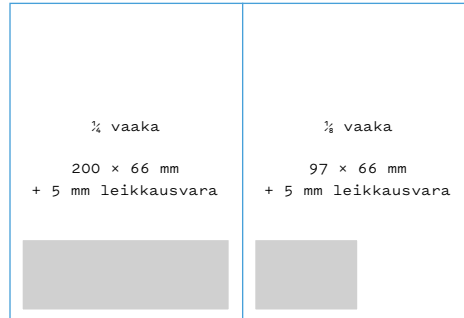 ¼ vaaka
200 × 66 mm
+ 5 mm leikkausvara
⅛ vaaka
97 × 66 mm
+ 5 mm leikkausvara